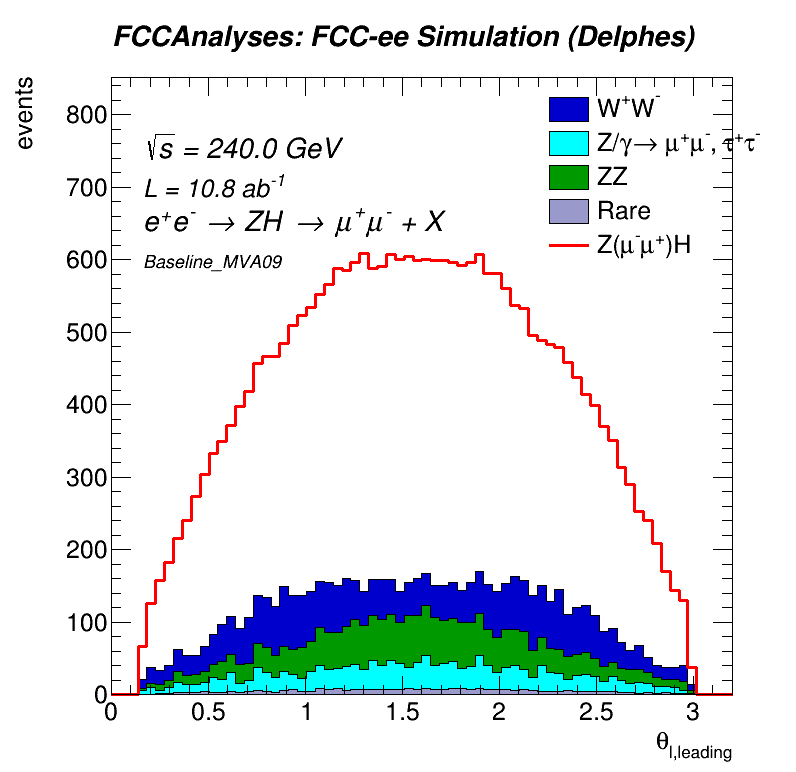 FCCAnalyses: FCC-ee Simulation (Delphes)
events
800
700
600
500
400
300
200
100
0
√s = 240.0 GeV
L = 10.8 ab⁻¹
e⁺e⁻ → ZH → μ⁺μ⁻ + X
Baseline_MVA09
W⁺W⁻
Z/γ→ μ⁺μ⁻, τ⁺τ⁻
ZZ
Rare
Z(μ⁻μ⁺)H
0 0.5 1 1.5 2 2.5 3
θl,leading